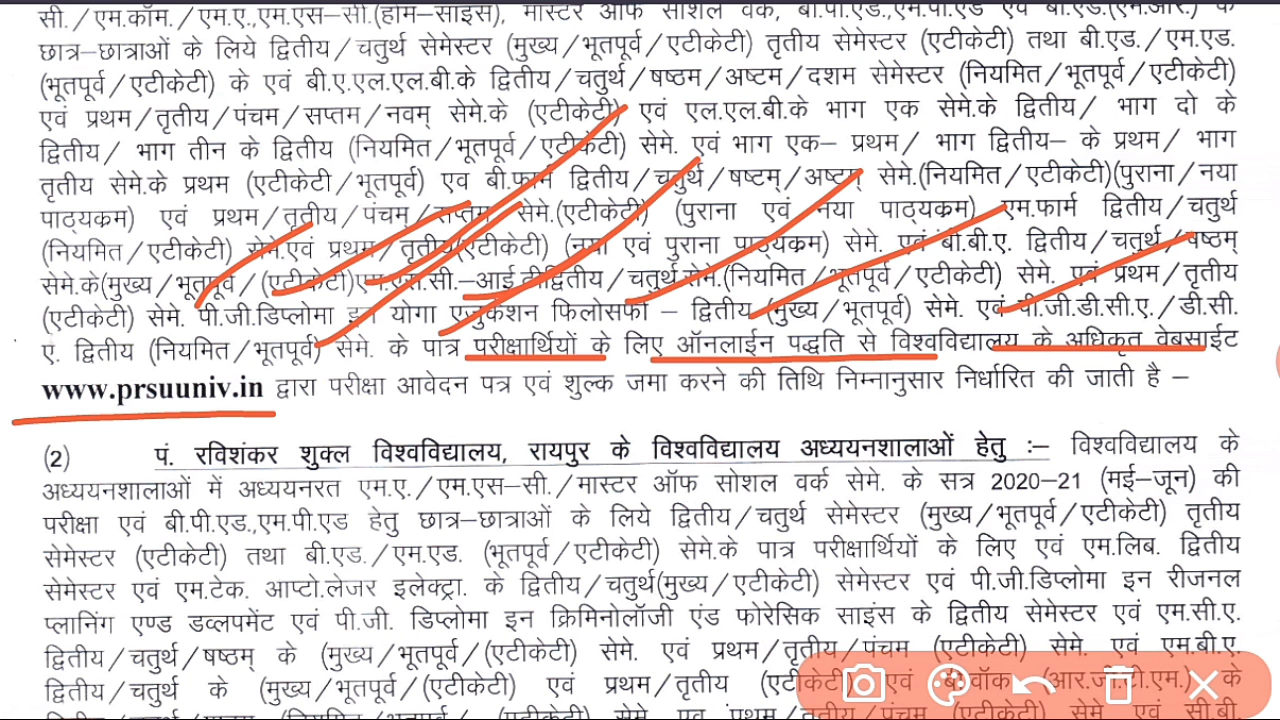 सी./एम.कॉम./एम.ए.,एम.एस–सी.(होम–साइंस), मास्टर ऑफ सोशल वर्क, बी.पी.एड.,एम.पी.एड एवं बी.एड.(एम.आर.) के
छात्र–छात्राओं के लिये द्वितीय/चतुर्थ सेमेस्टर (मुख्य/भूतपूर्व/एटीकेटी) तृतीय सेमेस्टर (एटीकेटी) तथा बी.एड./एम.एड.
(भूतपूर्व/एटीकेटी) के एवं बी.ए.एल.एल.बी.के द्वितीय/चतुर्थ/षष्ठम/अष्टम/दशम सेमेस्टर (नियमित/भूतपूर्व/एटीकेटी)
एवं प्रथम/तृतीय/पंचम/सप्तम/नवम् सेमे.के (एटीकेटी) एवं एल.एल.बी.के भाग एक सेमे.के द्वितीय/ भाग दो के
द्वितीय/ भाग तीन के द्वितीय (नियमित/भूतपूर्व/एटीकेटी) सेमे. एवं भाग एक– प्रथम/ भाग द्वितीय– के प्रथम/ भाग
तृतीय सेमे.के प्रथम (एटीकेटी/भूतपूर्व) एवं बी.फार्म द्वितीय/चतुर्थ/षष्टम्/अष्टम् सेमे.(नियमित/एटीकेटी)(पुराना/नया
पाठ्यक्रम) एवं प्रथम/तृतीय/पंचम/सप्तम सेमे.(एटीकेटी) (पुराना एवं नया पाठ्यक्रम) एम.फार्म द्वितीय/चतुर्थ
(नियमित/एटीकेटी) सेमे.एवं प्रथम/तृतीय(एटीकेटी) (नया एवं पुराना पाठ्यक्रम) सेमे. एवं बी.बी.ए. द्वितीय/चतुर्थ/षष्ठम्
सेमे.के(मुख्य/भूतपूर्व/(एटीकेटी)एम.एस.सी.–आई टी द्वितीय/चतुर्थ सेमे.(नियमित/भूतपूर्व/एटीकेटी) सेमे. एवं प्रथम/तृतीय
(एटीकेटी) सेमे. पी.जी.डिप्लोमा इन योगा एजुकेशन फिलोसफी – द्वितीय (मुख्य/भूतपूर्व) सेमे. एवं पी.जी.डी.सी.ए./डी.सी.
ए. द्वितीय (नियमित/भूतपूर्व) सेमे. के पात्र परीक्षार्थियों के लिए ऑनलाईन पद्धति से विश्वविद्यालय के अधिकृत वेबसाईट
www.prsuuniv.in द्वारा परीक्षा आवेदन पत्र एवं शुल्क जमा करने की तिथि निम्नानुसार निर्धारित की जाती है –
(2) पं. रविशंकर शुक्ल विश्वविद्यालय, रायपुर के विश्वविद्यालय अध्ययनशालाओं हेतु :– विश्वविद्यालय के
अध्ययनशालाओं में अध्ययनरत एम.ए./एम.एस–सी./मास्टर ऑफ सोशल वर्क सेमे. के सत्र 2020–21 (मई–जून) की
परीक्षा एवं बी.पी.एड.,एम.पी.एड हेतु छात्र–छात्राओं के लिये द्वितीय/चतुर्थ सेमेस्टर (मुख्य/भूतपूर्व/एटीकेटी) तृतीय
सेमेस्टर (एटीकेटी) तथा बी.एड./एम.एड. (भूतपूर्व/एटीकेटी) सेमे.के पात्र परीक्षार्थियों के लिए एवं एम.लिब. द्वितीय
सेमेस्टर एवं एम.टेक. आप्टो.लेजर इलेक्ट्रा. के द्वितीय/चतुर्थ(मुख्य/एटीकेटी) सेमेस्टर एवं पी.जी.डिप्लोमा इन रीजनल
प्लानिंग एण्ड डव्लपमेंट एवं पी.जी. डिप्लोमा इन क्रिमिनोलॉजी एंड फोरेसिक साइंस के द्वितीय सेमेस्टर एवं एम.सी.ए.
द्वितीय/चतुर्थ/षष्ठम् के (मुख्य/भूतपूर्व/(एटीकेटी) सेमे. एवं प्रथम/तृतीय/पंचम (एटीकेटी) सेमे. एवं एम.बी.ए.
द्वितीय/चतुर्थ के (मुख्य/भूतपूर्व/(एटीकेटी) एवं प्रथम/तृतीय (एटीकेटी) एवं बी.वॉक (आर.जी.टी.एम.) के